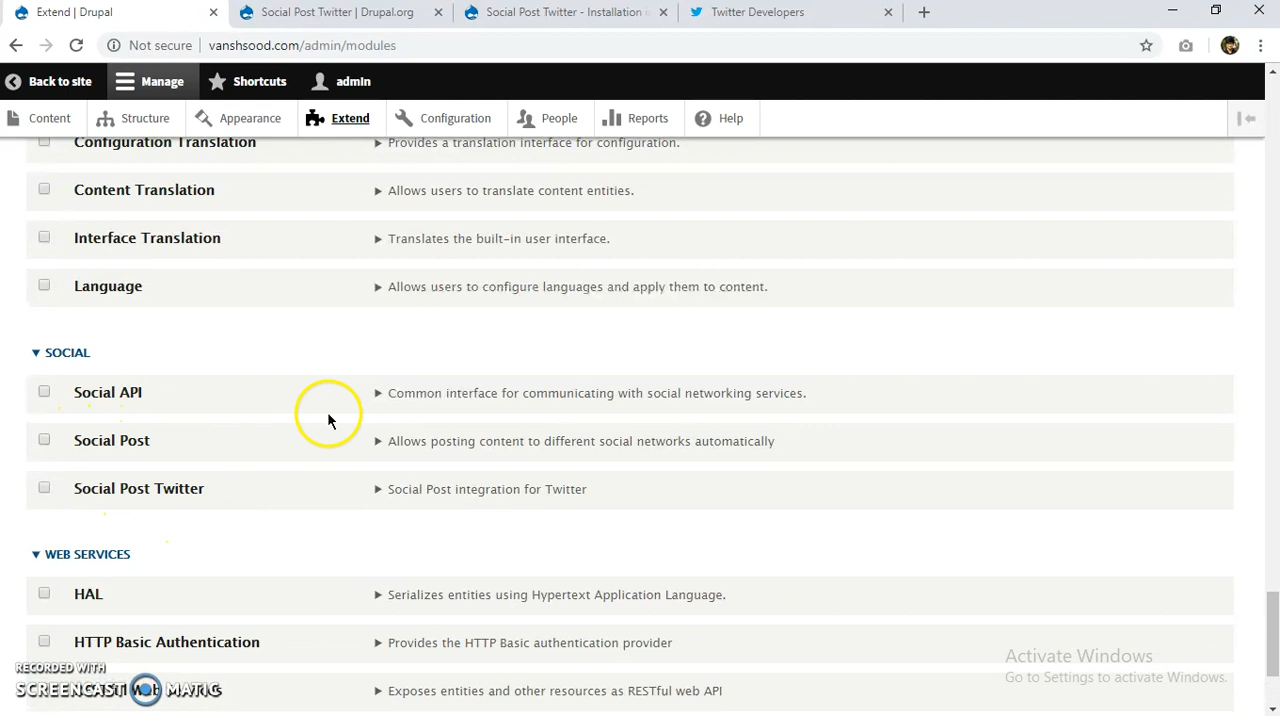 Extend | Drupal
Social Post Twitter | Drupal.org
Social Post Twitter - Installation i
Twitter Developers
Not secure | vanshsood.com/admin/modules
Back to site Manage Shortcuts admin
Content Structure Appearance Extend Configuration People Reports Help
Configuration Translation Provides a translation interface for configuration.
Content Translation Allows users to translate content entities.
Interface Translation Translates the built-in user interface.
Language Allows users to configure languages and apply them to content.
SOCIAL
Social API Common interface for communicating with social networking services.
Social Post Allows posting content to different social networks automatically
Social Post Twitter Social Post integration for Twitter
WEB SERVICES
HAL Serializes entities using Hypertext Application Language.
HTTP Basic Authentication Provides the HTTP Basic authentication provider
Exposes entities and other resources as RESTful web API
Activate Windows
Go to Settings to activate Windows.
RECORDED WITH
SCREENCAST MATIC